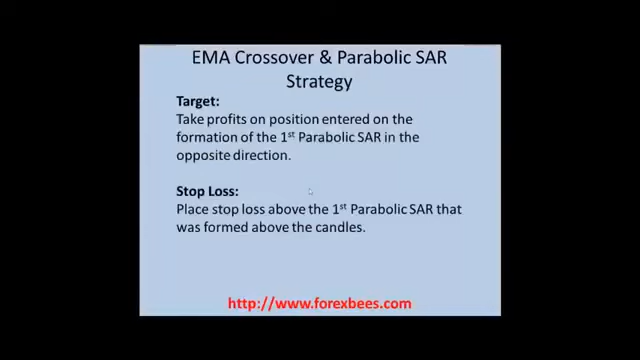 EMA Crossover & Parabolic SAR
Strategy
Target:
Take profits on position entered on the
formation of the 1st Parabolic SAR in the
opposite direction.
Stop Loss:
Place stop loss above the 1st Parabolic SAR that
was formed above the candles.
http://www.forexbees.com